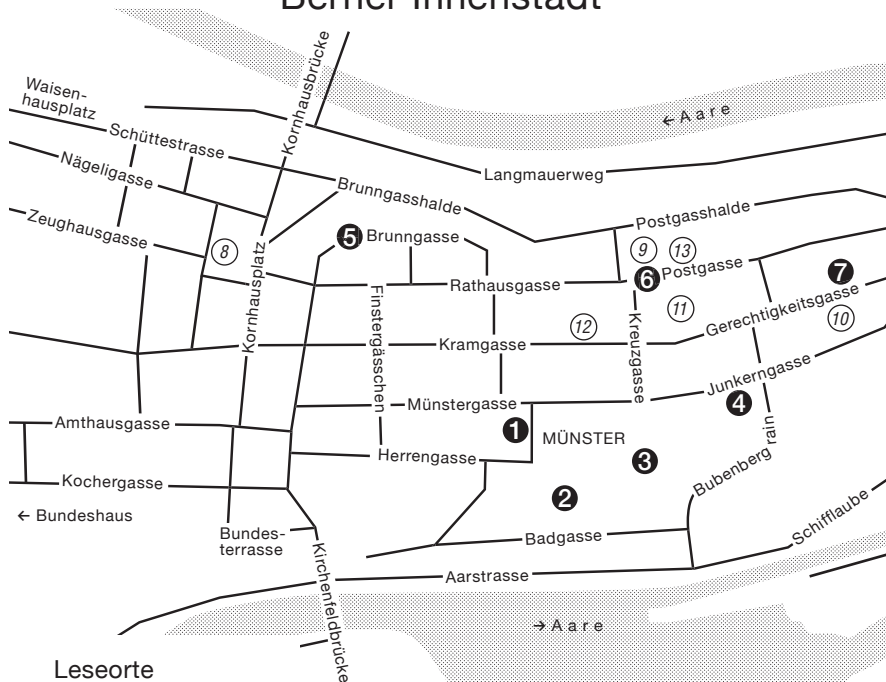 Berner Innenstadt
Waisen-
hausplatz
Kornhausbrücke
← Aare
Schüttestrasse
Nägeligasse
Langmauerweg
Brunngasshalde
Postgasshalde
Zeughausgasse
8
5
Brunngasse
9
13
6
Postgasse
7
Kornhausplatz
Finstergässchen
Rathausgasse
Kreuzgasse
11
Gerechtigkeitsgasse
10
12
Kramgasse
Junkerngasse
4
Amthausgasse
Münstergasse
1
MÜNSTER
Herrengasse
3
Bubenbergrain
Kochergasse
2
← Bundeshaus
Bundes-
terrasse
Badgasse
Schifflaube
Kirchenfeldbrücke
Aarstrasse
→ Aare
Leseorte